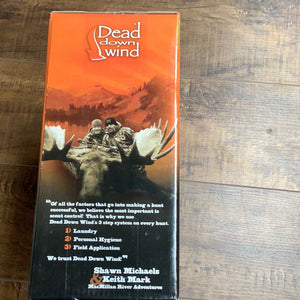 Dead
down
wind
"Of all the factors that go into making a hunt
successful, we believe the most important is
scent control! That is why we use
Dead Down Wind's 3 step system on every hunt.
1) Laundry
2) Personal Hygiene
3) Field Application
We trust Dead Down Wind!"
Shawn Michaels
& Keith Mark
MacMillan River Adventures